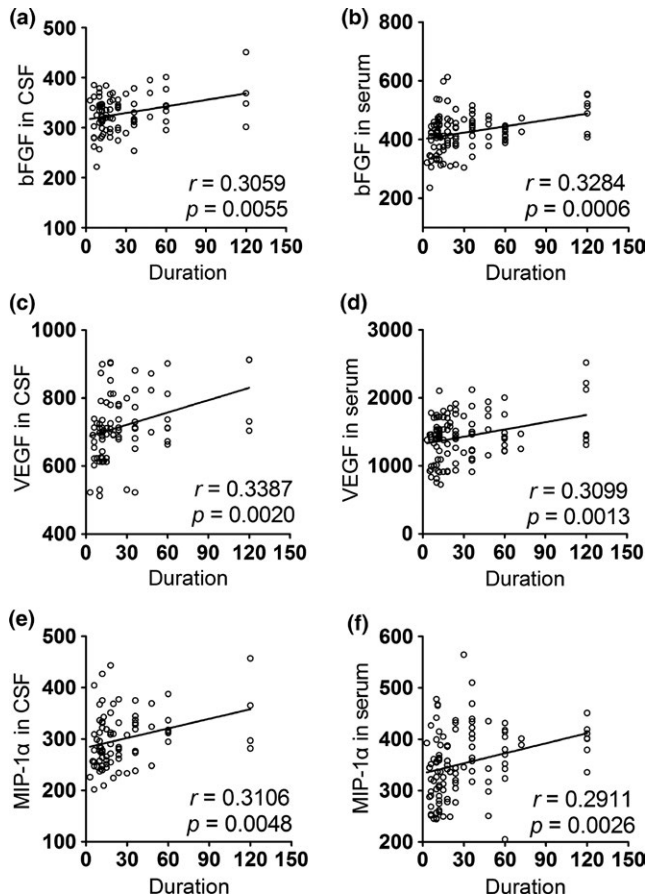 (a)
bFGF in CSF
500
400
300
200
100
0 30 60 90 120 150
Duration
r = 0.3059
p = 0.0055
(b)
bFGF in serum
800
600
400
200
0 30 60 90 120 150
Duration
r = 0.3284
p = 0.0006
(c)
VEGF in CSF
1000
800
600
400
0 30 60 90 120 150
Duration
r = 0.3387
p = 0.0020
(d)
VEGF in serum
3000
2000
1000
0
0 30 60 90 120 150
Duration
r = 0.3099
p = 0.0013
(e)
MIP-1α in CSF
500
400
300
200
100
0 30 60 90 120 150
Duration
r = 0.3106
p = 0.0048
(f)
MIP-1α in serum
600
500
400
300
200
0 30 60 90 120 150
Duration
r = 0.2911
p = 0.0026